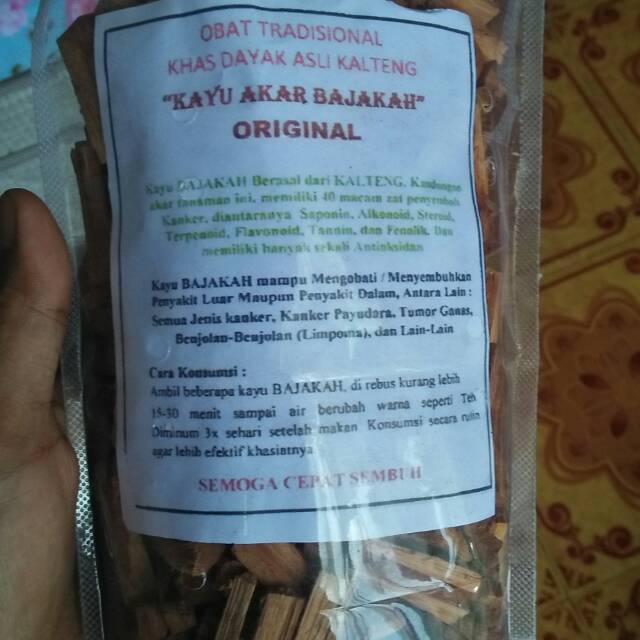 OBAT TRADISIONAL
KHAS DAYAK ASLI KALTENG
"KAYU AKAR BAJAKAH"
ORIGINAL
Kayu BAJAKAH Berasal dari KALTENG, Kandungan
akar tanaman ini, memiliki 40 macam zat penyembuh
Kanker, diantaranya Saponin, Alkonoid, Steroid,
Terpenoid, Flavonoid, Tannin, dan Fenolik. Dan
memiliki banyak sekali Antioksidan
Kayu BAJAKAH mampu Mengobati / Menyembuhkan
Penyakit Luar Maupun Penyakit Dalam, Antara Lain :
Semua Jenis kanker, Kanker Payudara, Tumor Ganas,
Benjolan-Benjolan (Limpoma), dan Lain-Lain
Cara Konsumsi :
Ambil beberapa kayu BAJAKAH, di rebus kurang lebih
15-30 menit sampai air berubah warna seperti Teh
Diminum 3x sehari setelah makan Konsumsi secara rutin
agar lebih efektif khasiatnya
SEMOGA CEPAT SEMBUH